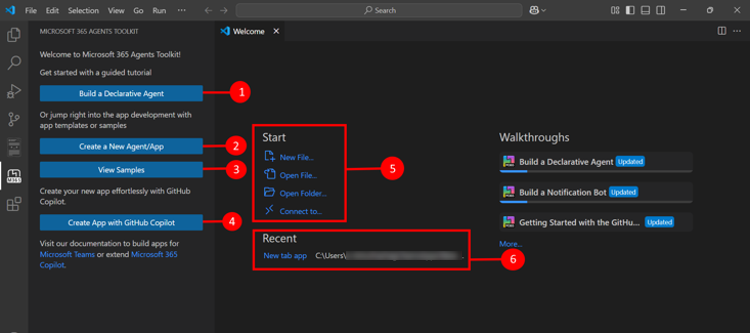 File Edit Selection View Go Run ...
Search
MICROSOFT 365 AGENTS TOOLKIT
Welcome
Welcome to Microsoft 365 Agents Toolkit!
Get started with a guided tutorial
Build a Declarative Agent
1
Or jump right into the app development with
app templates or samples
Create a New Agent/App
2
View Samples
3
Create your new app effortlessly with GitHub
Copilot.
Create App with GitHub Copilot
4
Visit our documentation to build apps for
Microsoft Teams or extend Microsoft 365
Copilot.
Start
New File...
Open File...
Open Folder...
Connect to...
5
Recent
New tab app C:\Users\
6
Walkthroughs
Build a Declarative Agent Updated
Build a Notification Bot Updated
Getting Started with the GitHu... Updated
More...